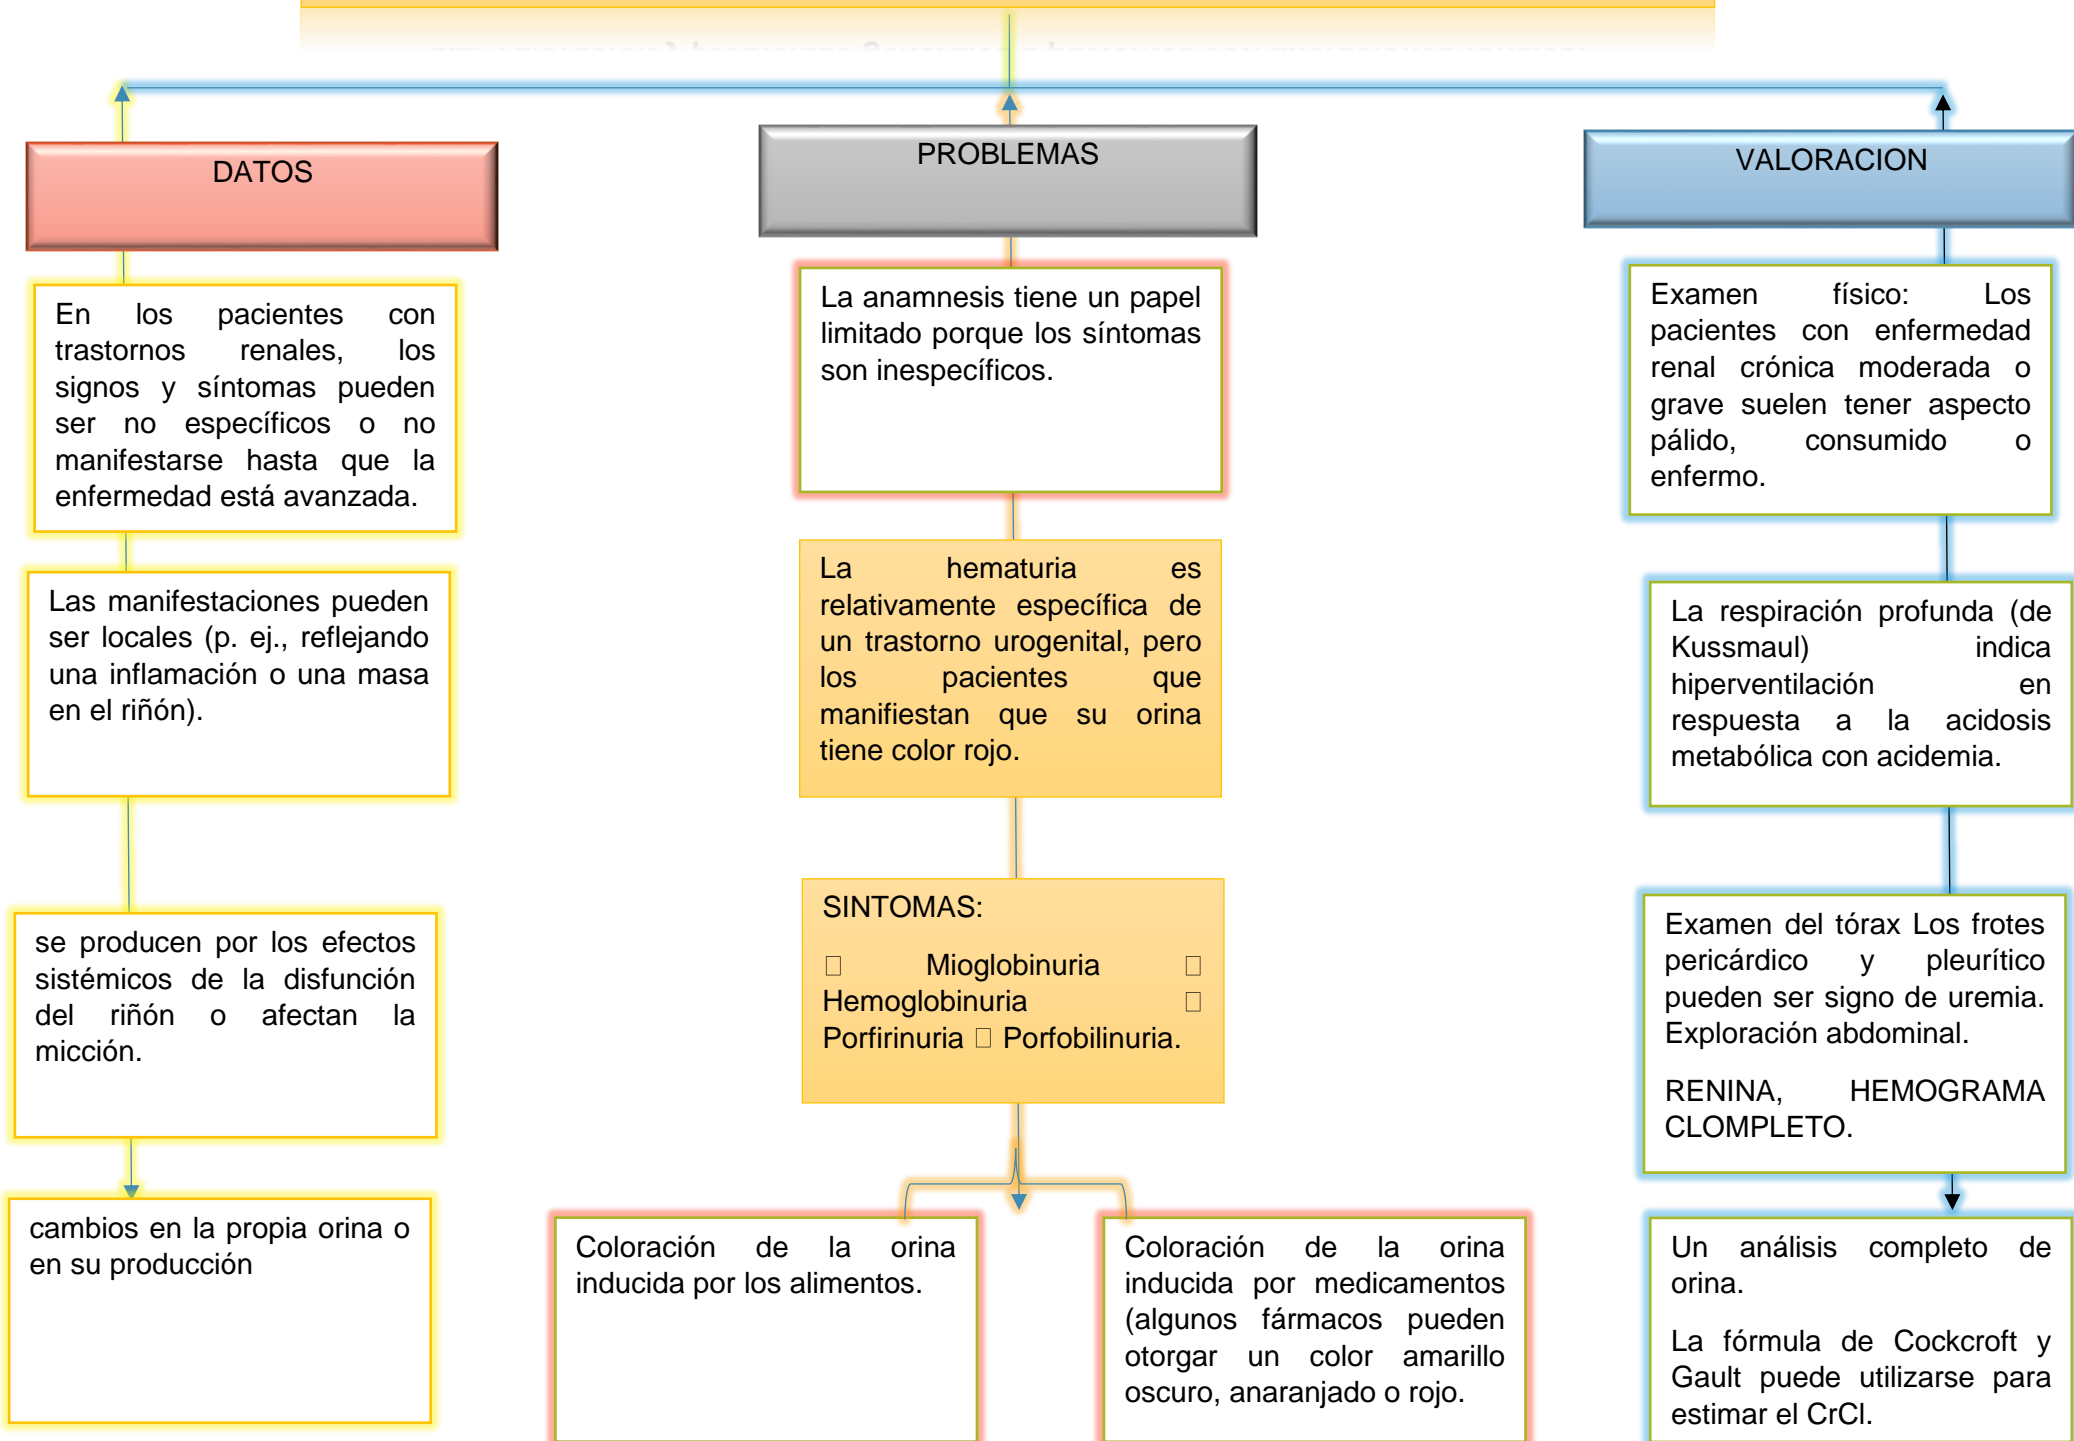 DATOS
En los pacientes con
trastornos renales, los
signos y síntomas pueden
ser no específicos o no
manifestarse hasta que la
enfermedad está avanzada.
Las manifestaciones pueden
ser locales (p. ej., reflejando
una inflamación o una masa
en el riñón).
se producen por los efectos
sistémicos de la disfunción
del riñón o afectan la
micción.
cambios en la propia orina o
en su producción
PROBLEMAS
La anamnesis tiene un papel
limitado porque los síntomas
son inespecíficos.
La hematuria es
relativamente específica de
un trastorno urogenital, pero
los pacientes que
manifiestan que su orina
tiene color rojo.
SINTOMAS:
 Mioglobinuria 
Hemoglobinuria 
Porfirinuria  Porfobilinuria.
Coloración de la orina
inducida por los alimentos.
Coloración de la orina
inducida por medicamentos
(algunos fármacos pueden
otorgar un color amarillo
oscuro, anaranjado o rojo.
VALORACION
Examen físico: Los
pacientes con enfermedad
renal crónica moderada o
grave suelen tener aspecto
pálido, consumido o
enfermo.
La respiración profunda (de
Kussmaul) indica
hiperventilación en
respuesta a la acidosis
metabólica con acidemia.
Examen del tórax Los frotes
pericárdico y pleurítico
pueden ser signo de uremia.
Exploración abdominal.
RENINA, HEMOGRAMA
CLOMPLETO.
Un análisis completo de
orina.
La fórmula de Cockcroft y
Gault puede utilizarse para
estimar el CrCl.